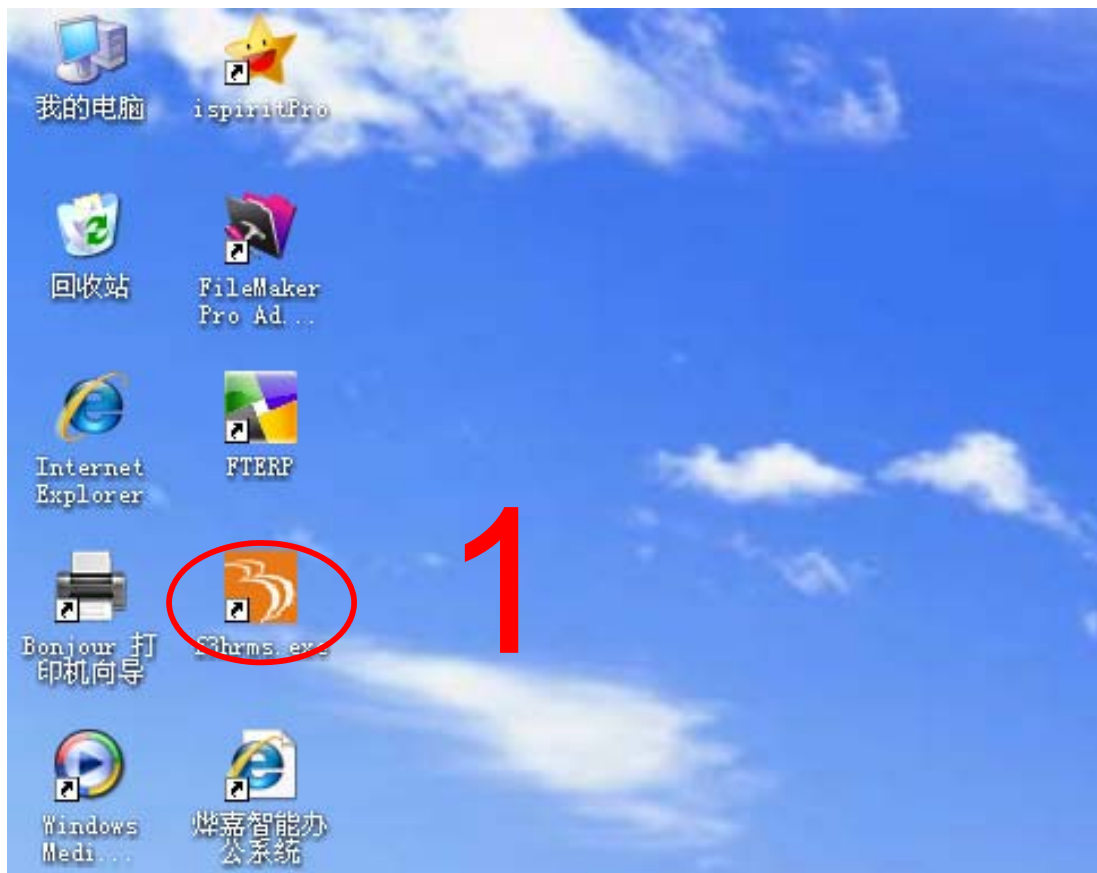 我的电脑
ispiritPro
回收站
FileMaker
Pro Ad...
Internet
Explorer
FTERP
1
Bonjour 打
印机向导
f3hrms.exe
Windows
Medi...
烨嘉智能办
公系统